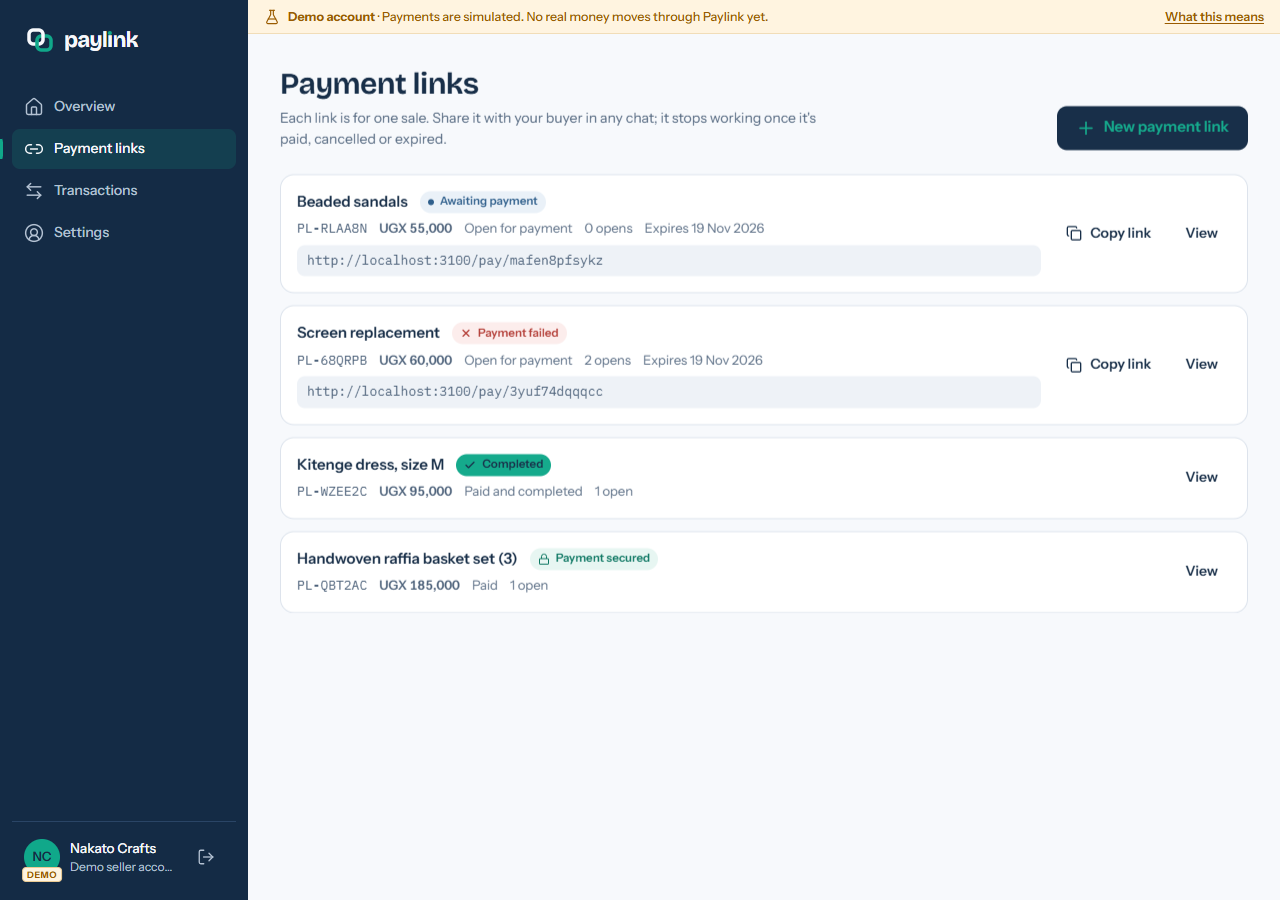 paylink
Overview
Payment links
Transactions
Settings
Nakato Crafts
Demo seller acco...
NC
DEMO
Demo account · Payments are simulated. No real money moves through Paylink yet.
What this means
Payment links
Each link is for one sale. Share it with your buyer in any chat; it stops working once it's
paid, cancelled or expired.
New payment link
Beaded sandals Awaiting payment
PL-RLAA8N UGX 55,000 Open for payment 0 opens Expires 19 Nov 2026
http://localhost:3100/pay/mafen8pfsykz
Copy link View
Screen replacement Payment failed
PL-68QRPB UGX 60,000 Open for payment 2 opens Expires 19 Nov 2026
http://localhost:3100/pay/3yuf74dqqqcc
Copy link View
Kitenge dress, size M Completed
PL-WZEE2C UGX 95,000 Paid and completed 1 open
View
Handwoven raffia basket set (3) Payment secured
PL-QBT2AC UGX 185,000 Paid 1 open
View